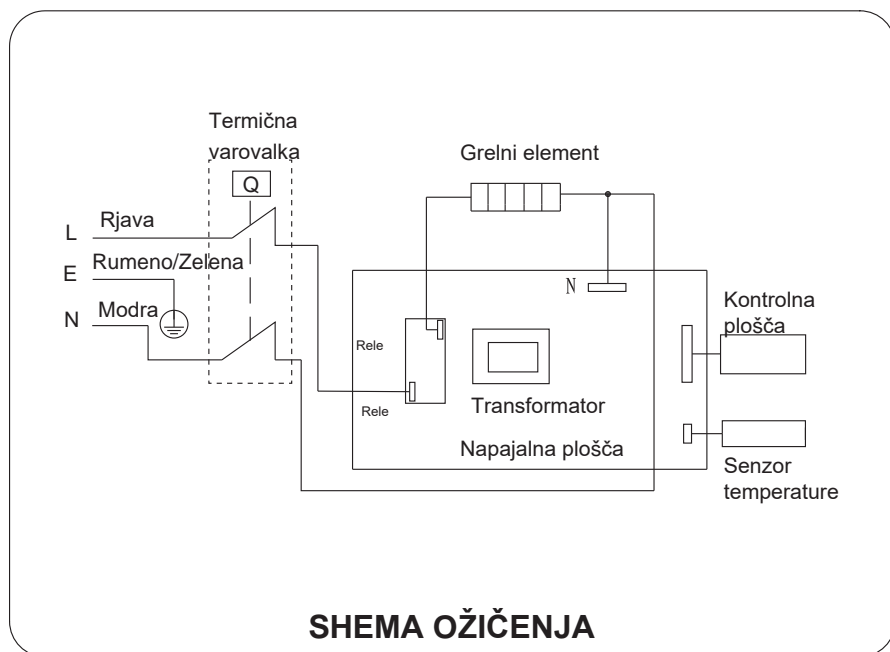 Termična
varovalka
Q
Grelni element
L
Rjava
E
Rumeno/Zelena
N
Modra
N
Kontrolna
plošča
Rele
Rele
Transformator
Napajalna plošča
Senzor
temperature
SHEMA OŽIČENJA